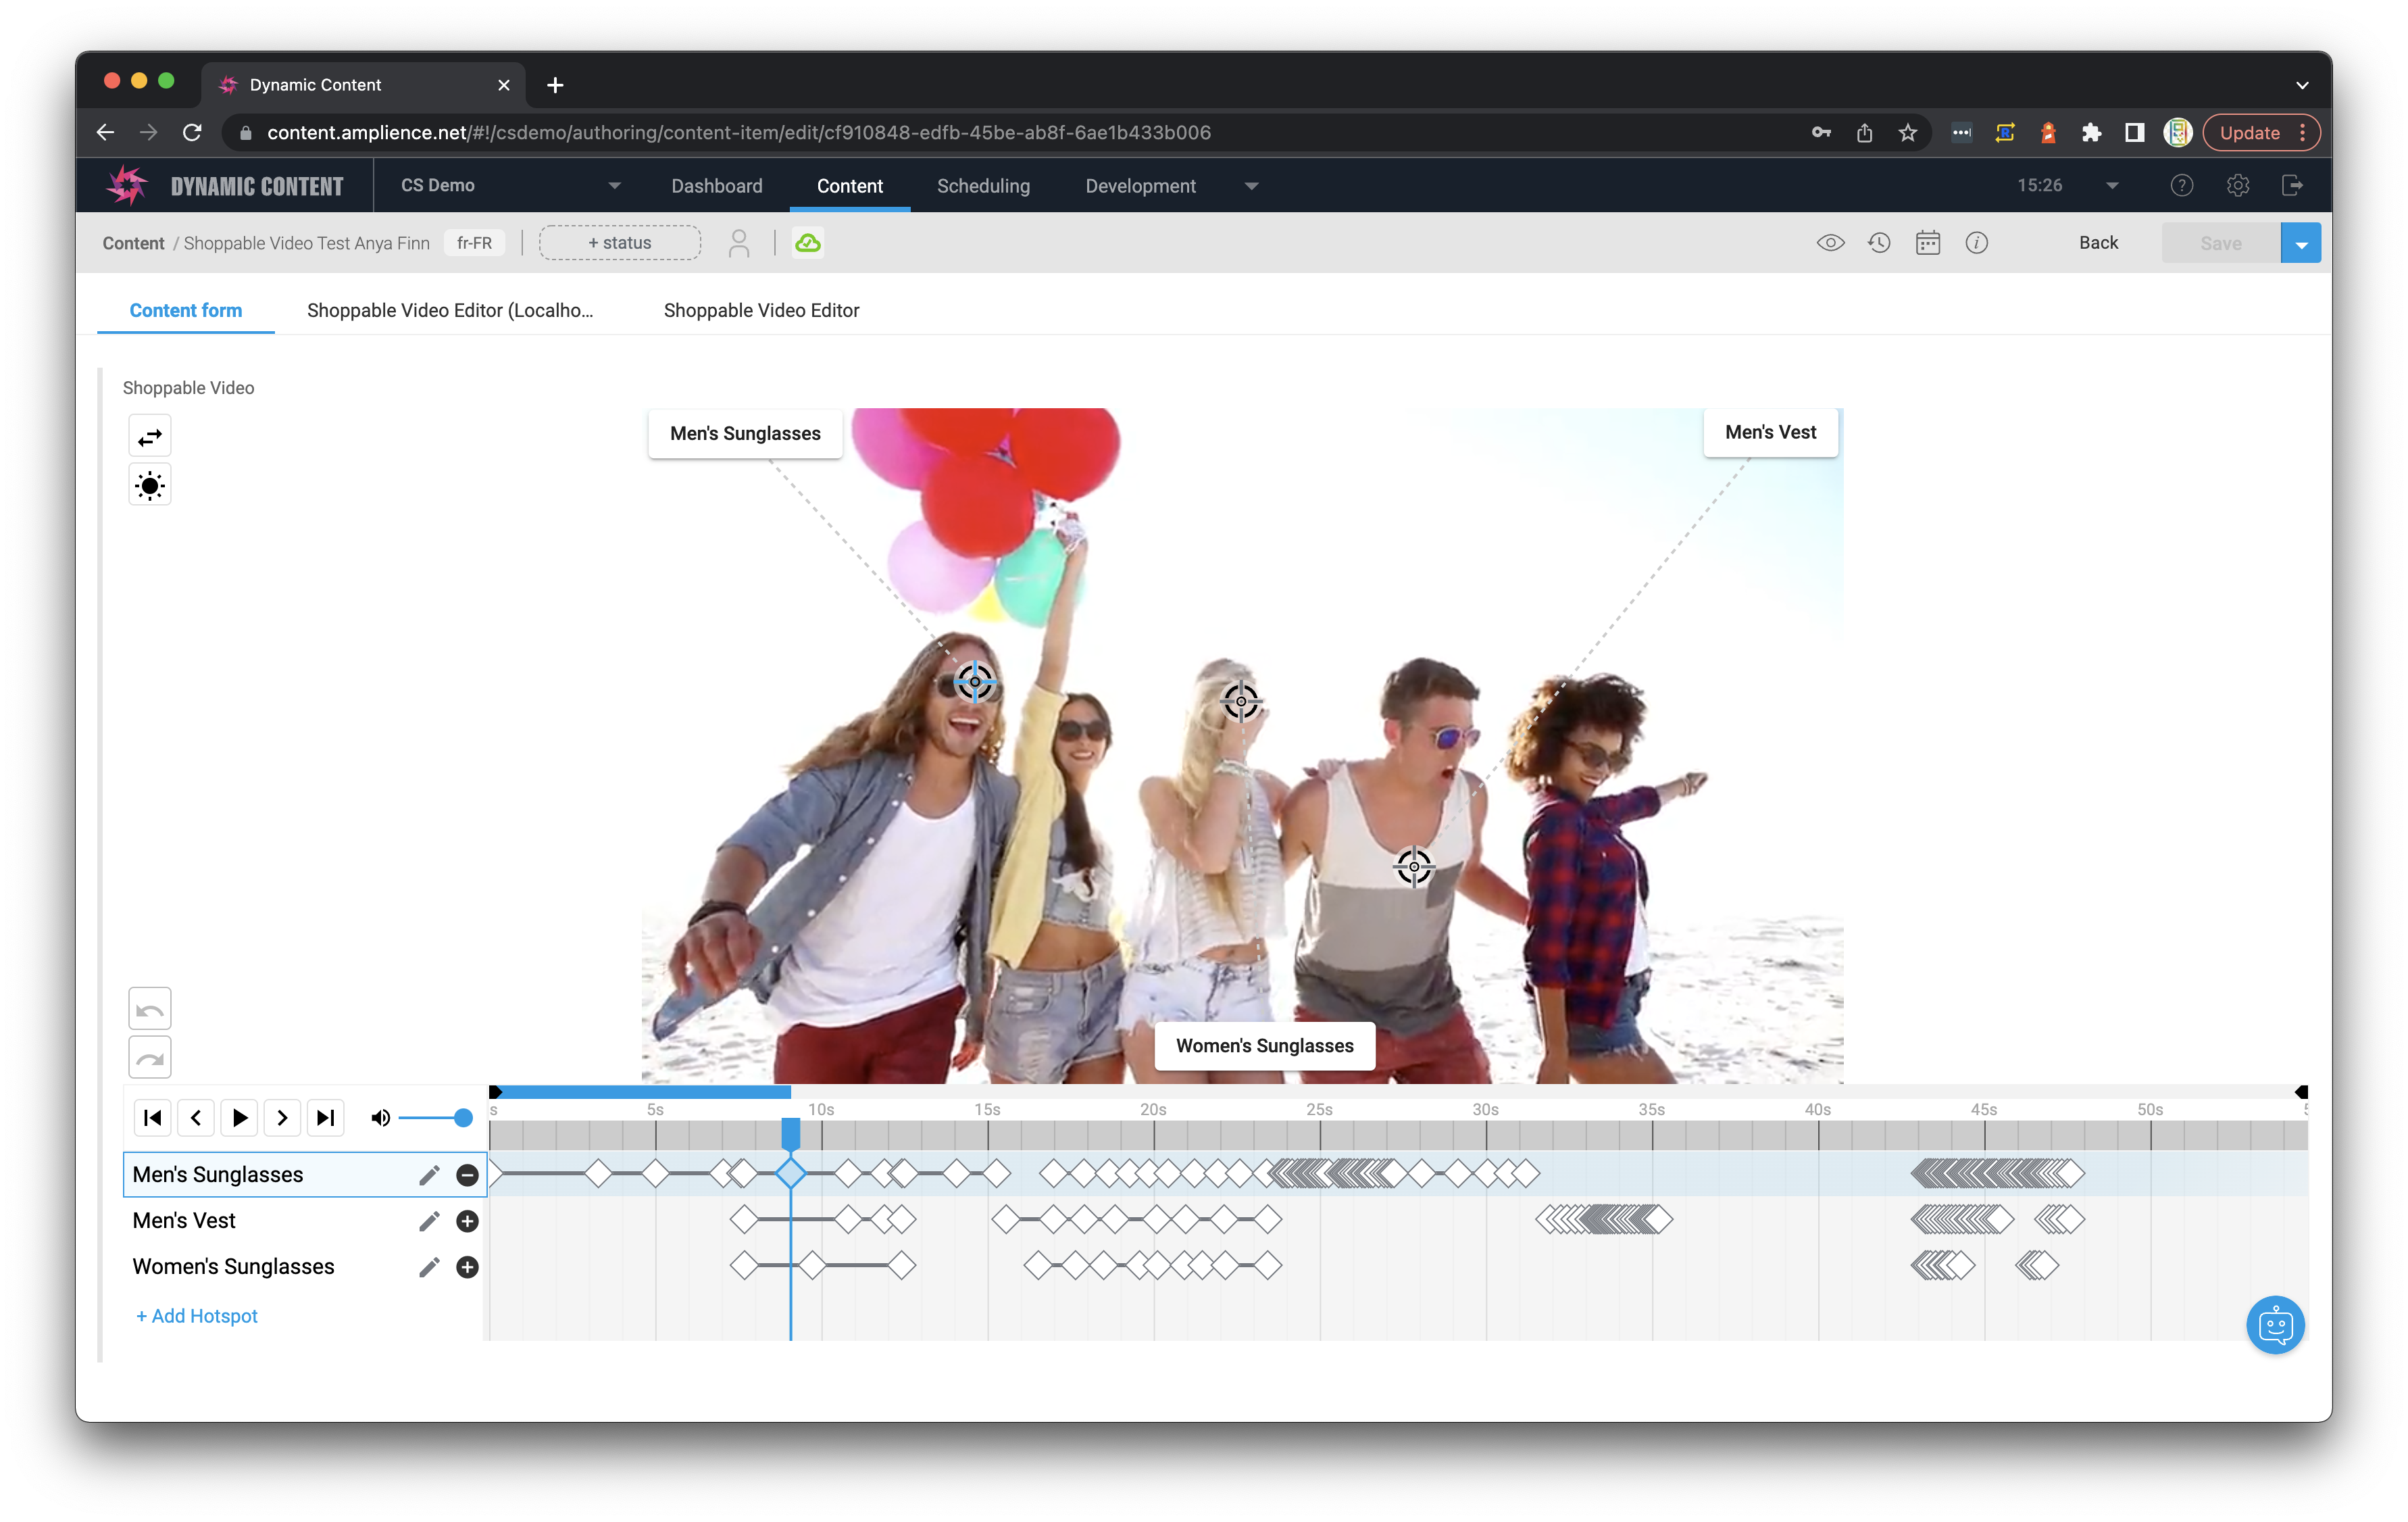 Dynamic Content
content.amplience.net/#!/csdemo/authoring/content-item/edit/cf910848-edfb-45be-ab8f-6ae1b433b006
Update
DYNAMIC CONTENT
CS Demo
Dashboard
Content
Scheduling
Development
15:26
Content / Shoppable Video Test Anya Finn
fr-FR
+ status
Back
Save
Content form
Shoppable Video Editor (Localho...
Shoppable Video Editor
Shoppable Video
Men's Sunglasses
Men's Vest
Women's Sunglasses
s 5s 10s 15s 20s 25s 30s 35s 40s 45s 50s
Men's Sunglasses
Men's Vest
Women's Sunglasses
+ Add Hotspot